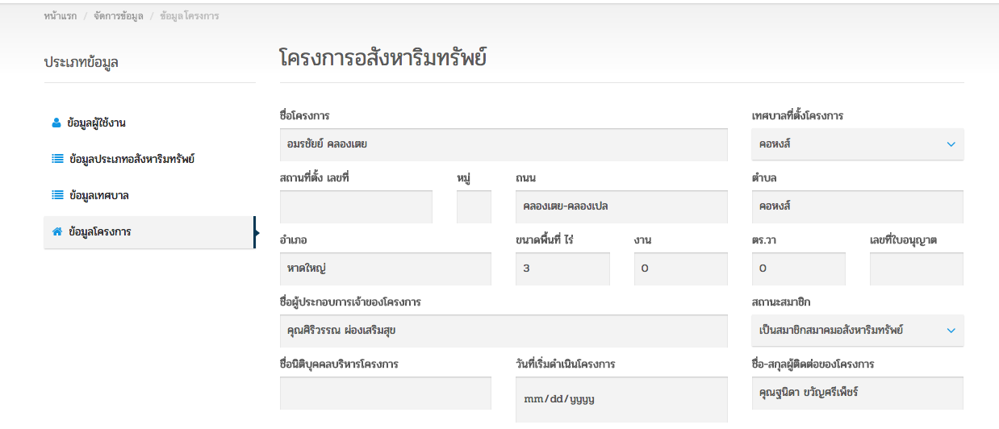 หน้าแรก / จัดการข้อมูล / ข้อมูลโครงการ
ประเภทข้อมูล
ข้อมูลผู้ใช้งาน
ข้อมูลประเภทอสังหาริมทรัพย์
ข้อมูลเทศบาล
ข้อมูลโครงการ
โครงการอสังหาริมทรัพย์
ชื่อโครงการ เทศบาลที่ตั้งโครงการ
อมรชัยย์ คลองเตย คอหงส์
สถานที่ตั้ง เลขที่ หมู่ ถนน ตำบล
คลองเตย-คลองเปล คอหงส์
อำเภอ ขนาดพื้นที่ ไร่ งาน ตร.วา เลขที่ใบอนุญาต
หาดใหญ่ 3 0 0
ชื่อผู้ประกอบการเจ้าของโครงการ สถานะสมาชิก
คุณศิริวรรณ ผ่องเสริมสุข เป็นสมาชิกสมาคมอสังหาริมทรัพย์
ชื่อนิติบุคคลบริหารโครงการ วันที่เริ่มดำเนินโครงการ ชื่อ-สกุลผู้ติดต่อของโครงการ
mm/dd/yyyy คุณฐนิดา ขวัญศรีเพ็ชร์